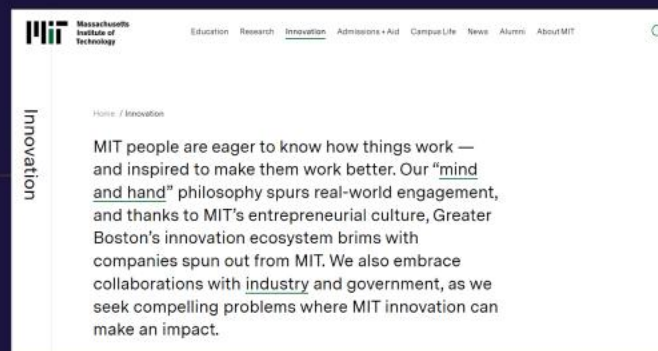 MIT
Massachusetts
Institute of
Technology
Education Research Innovation Admissions + Aid Campus Life News Alumni About MIT
Innovation
Home / Innovation
MIT people are eager to know how things work —
and inspired to make them work better. Our “mind
and hand” philosophy spurs real-world engagement,
and thanks to MIT’s entrepreneurial culture, Greater
Boston’s innovation ecosystem brims with
companies spun out from MIT. We also embrace
collaborations with industry and government, as we
seek compelling problems where MIT innovation can
make an impact.